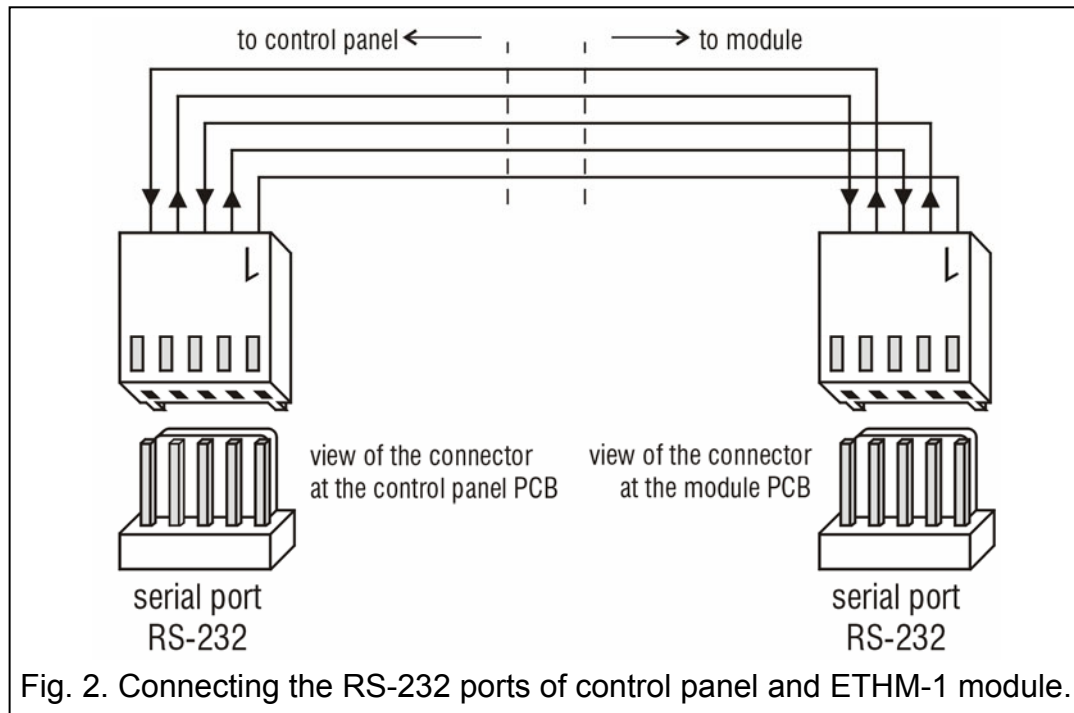 to control panel
to module
view of the connector
at the control panel PCB
view of the connector
at the module PCB
serial port
RS-232
serial port
RS-232
Fig. 2. Connecting the RS-232 ports of control panel and ETHM-1 module.